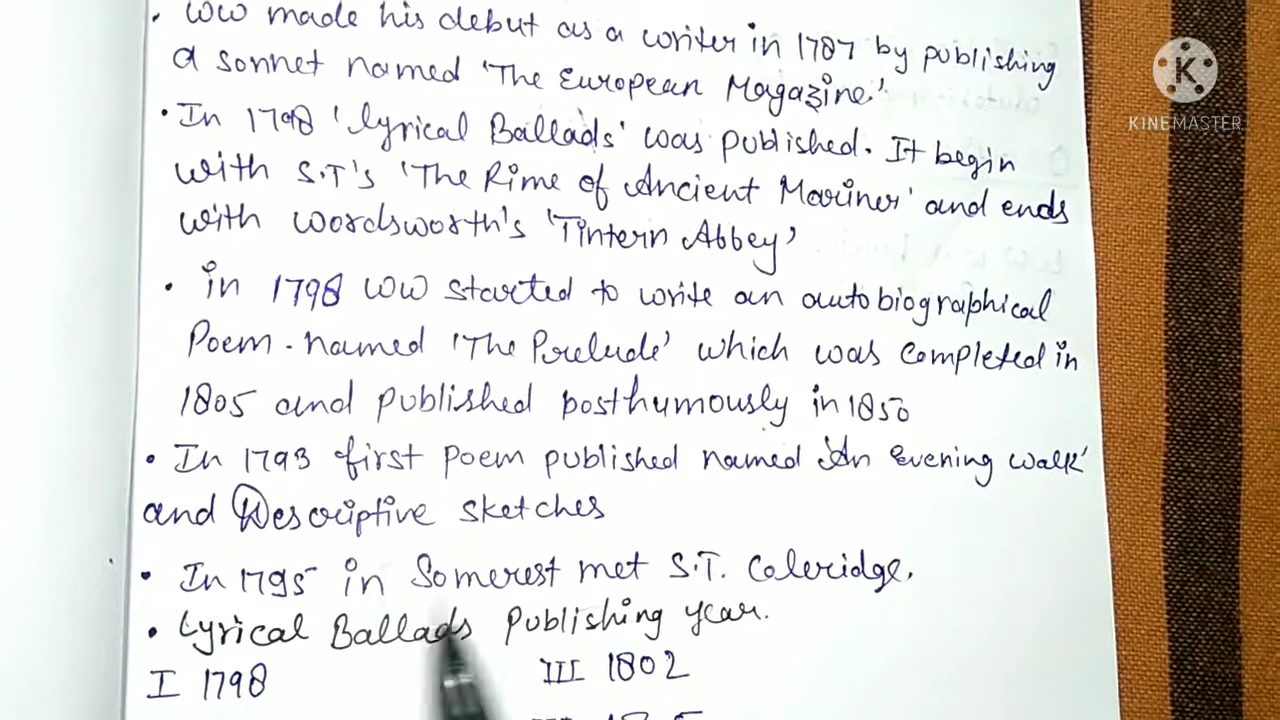 • WW made his debut as a writer in 1787 by publishing
a sonnet named 'The European Magazine.'
• In 1798 'Lyrical Ballads' was published. It begin
with S.T's 'The Rime of Ancient Mariner' and ends
with wordsworth's 'Tintern Abbey'
• in 1798 WW started to write an autobiographical
Poem - named 'The Prelude' which was completed in
1805 and published posthumously in 1850
• In 1793 first poem published named 'An Evening walk'
and Descriptive sketches
• In 1795 in Somerest met S.T. Coleridge.
• Lyrical Ballads Publishing year.
I 1798 III 1802
KINEMASTER